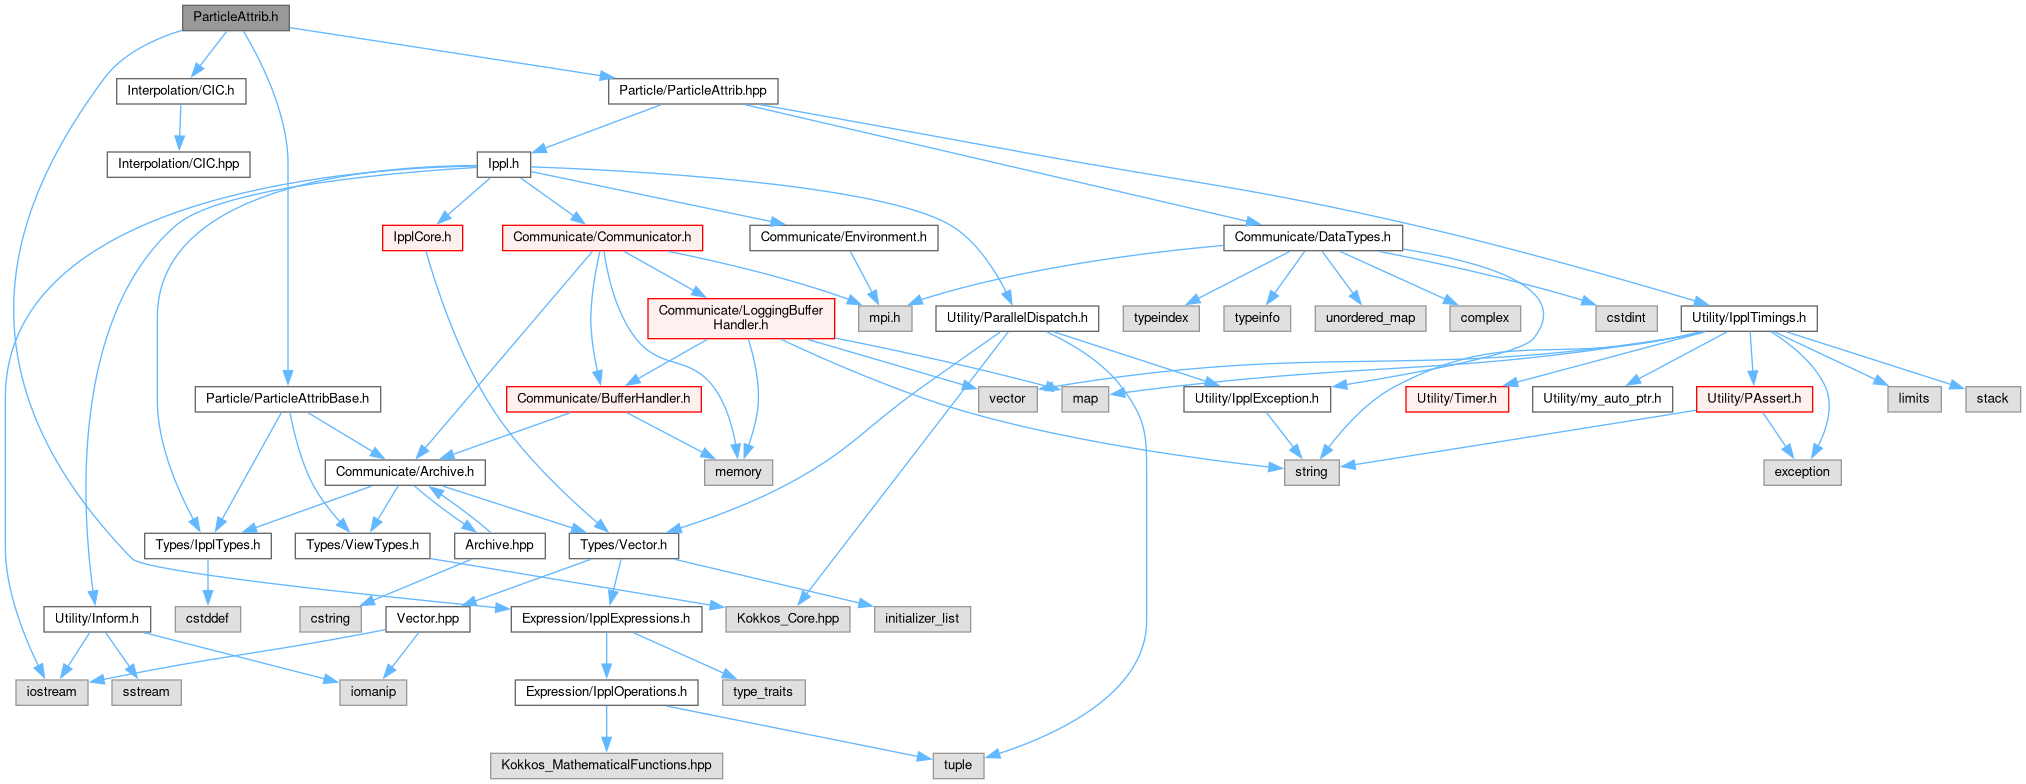 ParticleAttrib.h
Interpolation/CIC.h
Particle/ParticleAttrib.hpp
Interpolation/CIC.hpp
Ippl.h
IpplCore.h
Communicate/Communicator.h
Communicate/Environment.h
Communicate/DataTypes.h
Communicate/LoggingBuffer
Handler.h
mpi.h
Utility/ParallelDispatch.h
typeindex
typeinfo
unordered_map
complex
cstdint
Utility/IpplTimings.h
Particle/ParticleAttribBase.h
Communicate/BufferHandler.h
vector
map
Utility/IpplException.h
Utility/Timer.h
Utility/my_auto_ptr.h
Utility/PAssert.h
limits
stack
Communicate/Archive.h
memory
string
exception
Types/IpplTypes.h
Types/ViewTypes.h
Archive.hpp
Types/Vector.h
Utility/Inform.h
cstddef
cstring
Vector.hpp
Expression/IpplExpressions.h
Kokkos_Core.hpp
initializer_list
iostream
sstream
iomanip
Expression/IpplOperations.h
type_traits
Kokkos_MathematicalFunctions.hpp
tuple